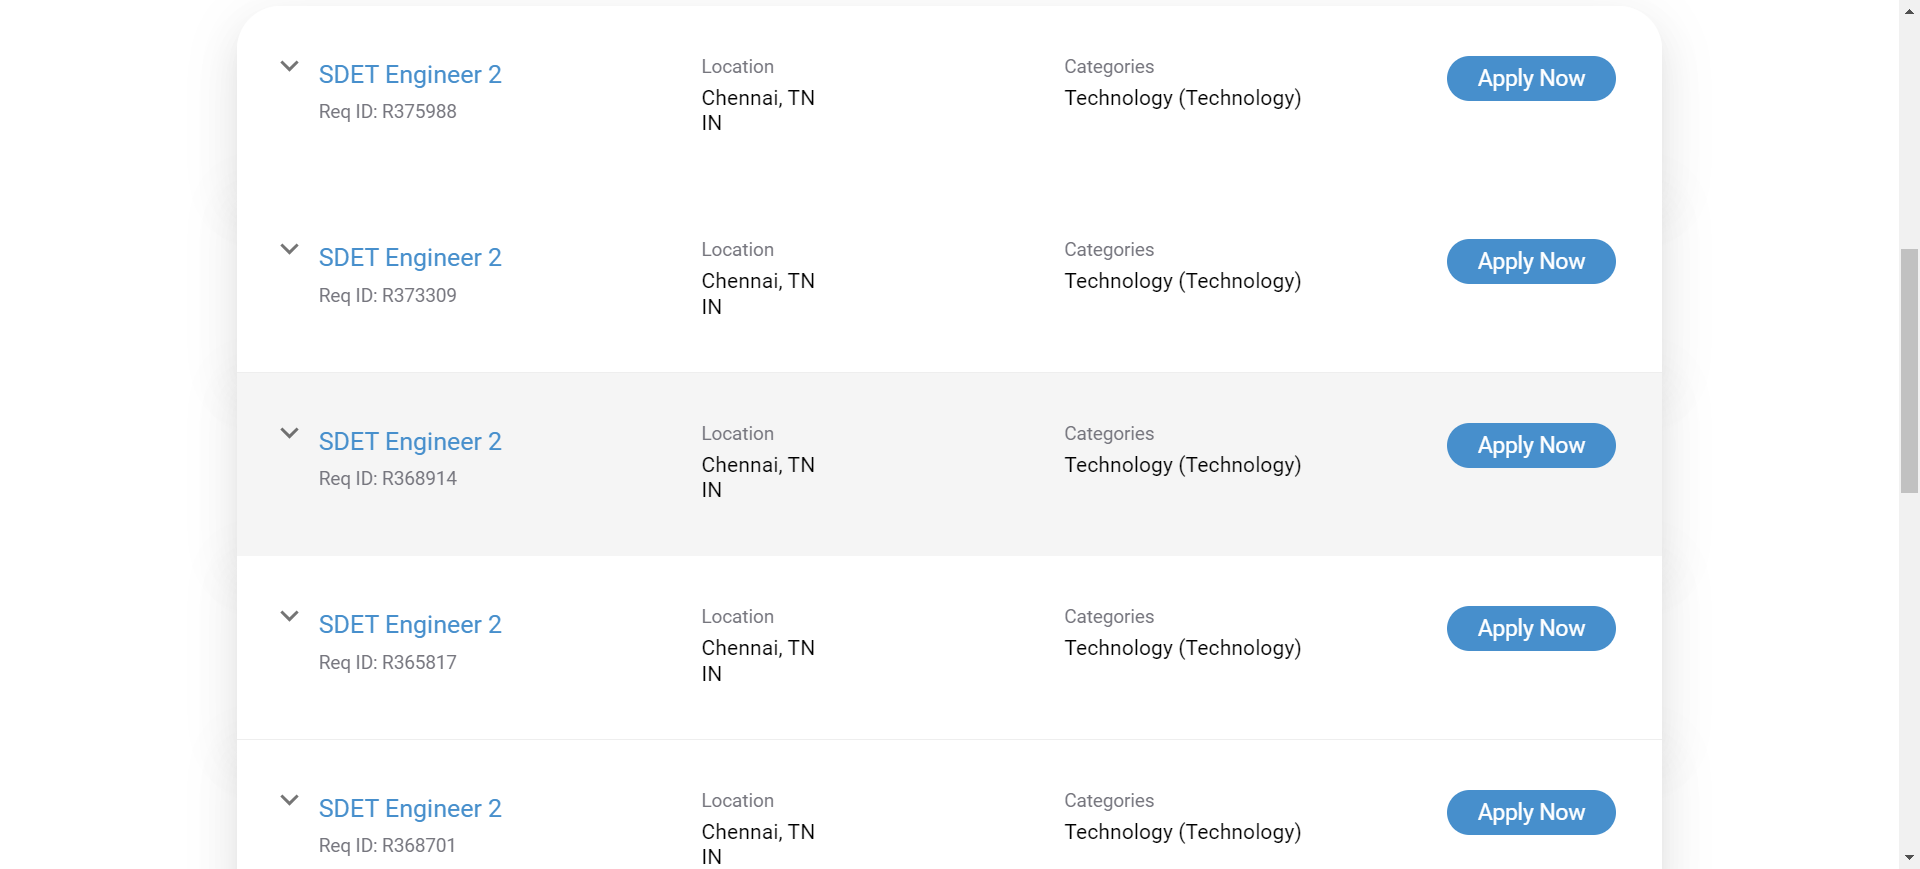 SDET Engineer 2
Req ID: R375988
Location
Chennai, TN
IN
Categories
Technology (Technology)
Apply Now
SDET Engineer 2
Req ID: R373309
Location
Chennai, TN
IN
Categories
Technology (Technology)
Apply Now
SDET Engineer 2
Req ID: R368914
Location
Chennai, TN
IN
Categories
Technology (Technology)
Apply Now
SDET Engineer 2
Req ID: R365817
Location
Chennai, TN
IN
Categories
Technology (Technology)
Apply Now
SDET Engineer 2
Req ID: R368701
Location
Chennai, TN
IN
Categories
Technology (Technology)
Apply Now